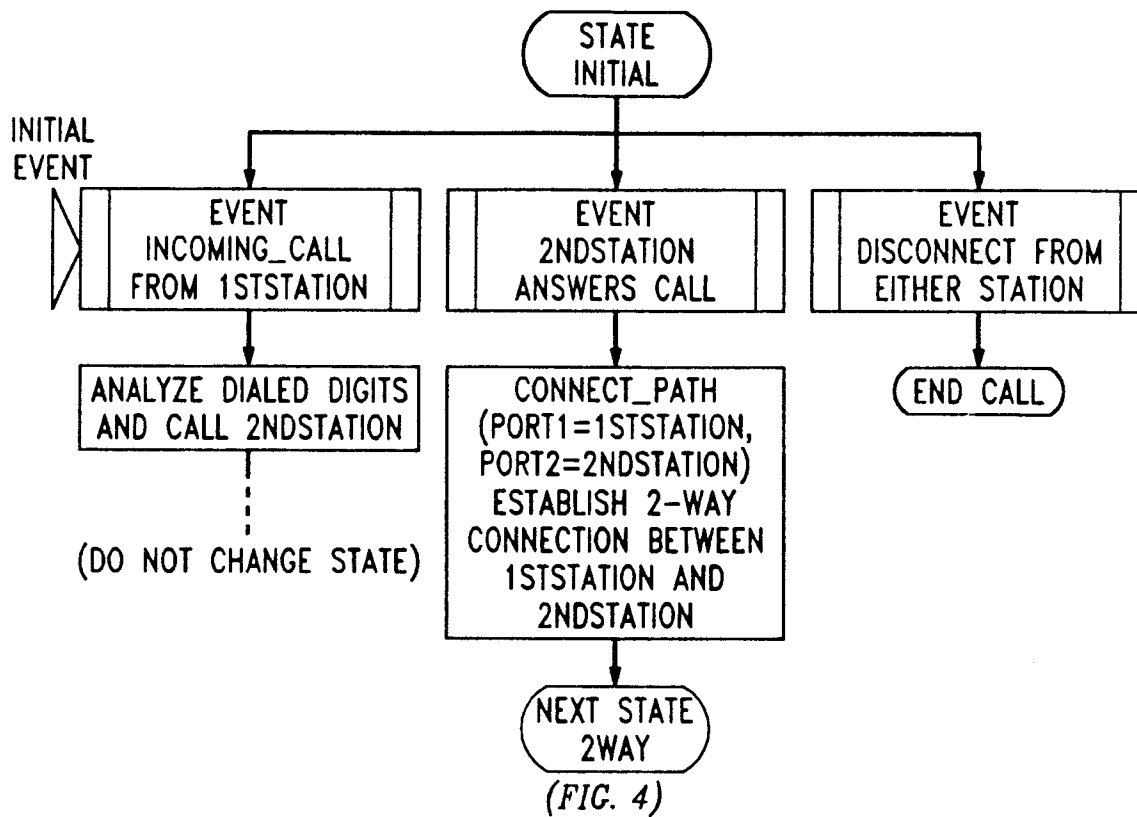 STATE
INITIAL
INITIAL
EVENT
EVENT
INCOMING_CALL
FROM 1STSTATION
EVENT
2NDSTATION
ANSWERS CALL
EVENT
DISCONNECT FROM
EITHER STATION
ANALYZE DIALED DIGITS
AND CALL 2NDSTATION
(DO NOT CHANGE STATE)
CONNECT_PATH
(PORT1=1STSTATION,
PORT2=2NDSTATION)
ESTABLISH 2-WAY
CONNECTION BETWEEN
1STSTATION AND
2NDSTATION
END CALL
NEXT STATE
2WAY
(FIG. 4)